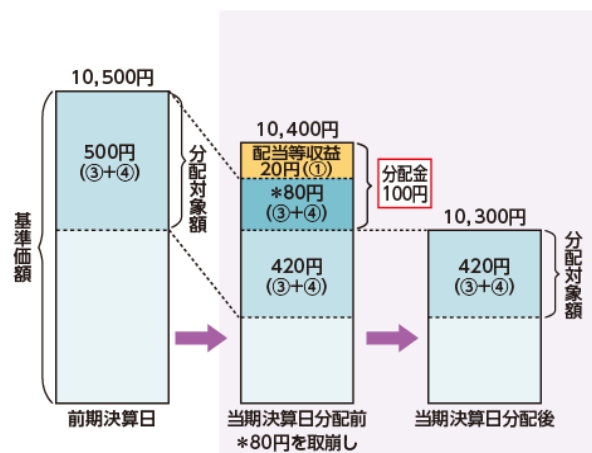 10,500円
500円
(③+④)
分配対象額
基準価額
前期決算日
10,400円
配当等収益
20円(①)
*80円
(③+④)
420円
(③+④)
分配金
100円
当期決算日分配前
*80円を取崩し
10,300円
420円
(③+④)
分配対象額
当期決算日分配後